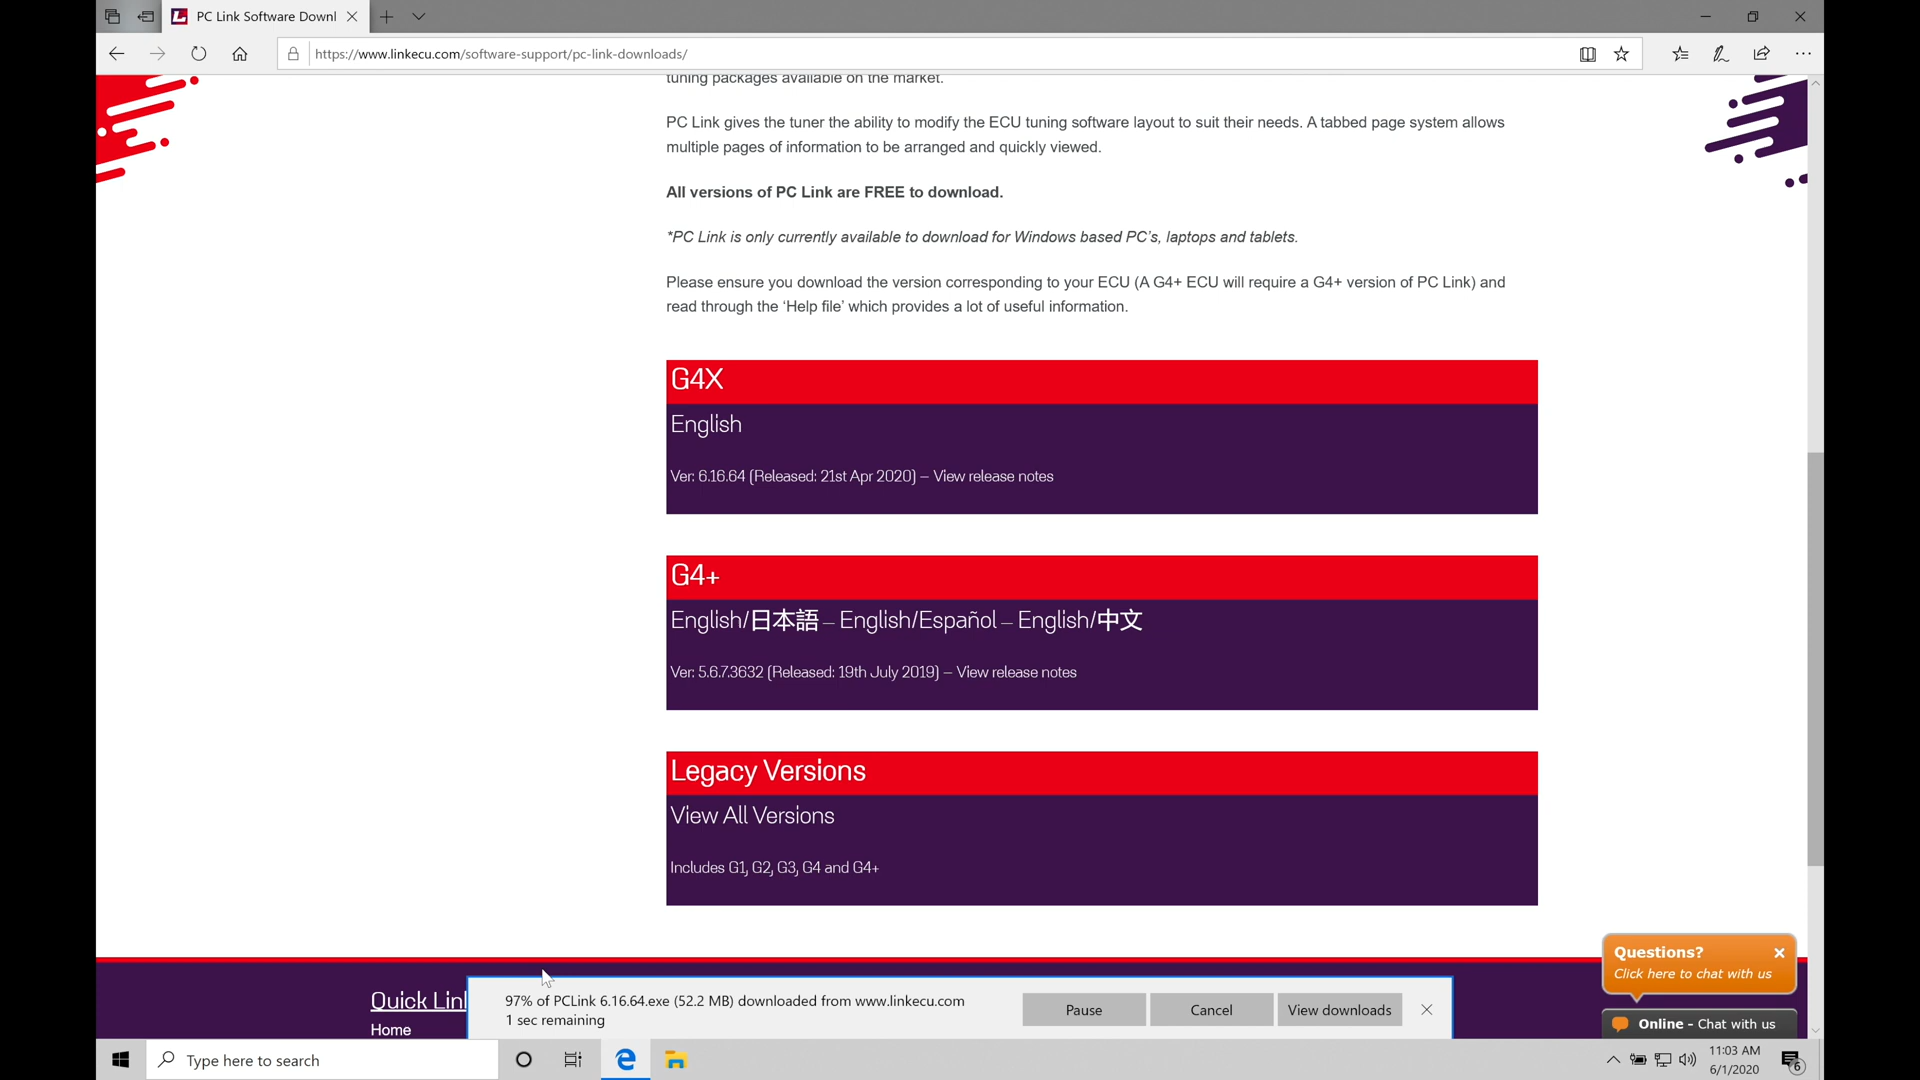 PC Link Software Downl
https://www.linkecu.com/software-support/pc-link-downloads/
tuning packages available on the market.
PC Link gives the tuner the ability to modify the ECU tuning software layout to suit their needs. A tabbed page system allows
multiple pages of information to be arranged and quickly viewed.
All versions of PC Link are FREE to download.
*PC Link is only currently available to download for Windows based PC's, laptops and tablets.
Please ensure you download the version corresponding to your ECU (A G4+ ECU will require a G4+ version of PC Link) and
read through the 'Help file' which provides a lot of useful information.
G4X
English
Ver: 6.16.64 (Released: 21st Apr 2020) – View release notes
G4+
English/日本語 – English/Español – English/中文
Ver: 5.6.7.3632 (Released: 19th July 2019) – View release notes
Legacy Versions
View All Versions
Includes G1, G2, G3, G4 and G4+
Questions?
Click here to chat with us
Online - Chat with us
Quick Lin
Home
97% of PCLink 6.16.64.exe (52.2 MB) downloaded from www.linkecu.com
1 sec remaining
Pause
Cancel
View downloads
Type here to search
11:03 AM
6/1/2020
6